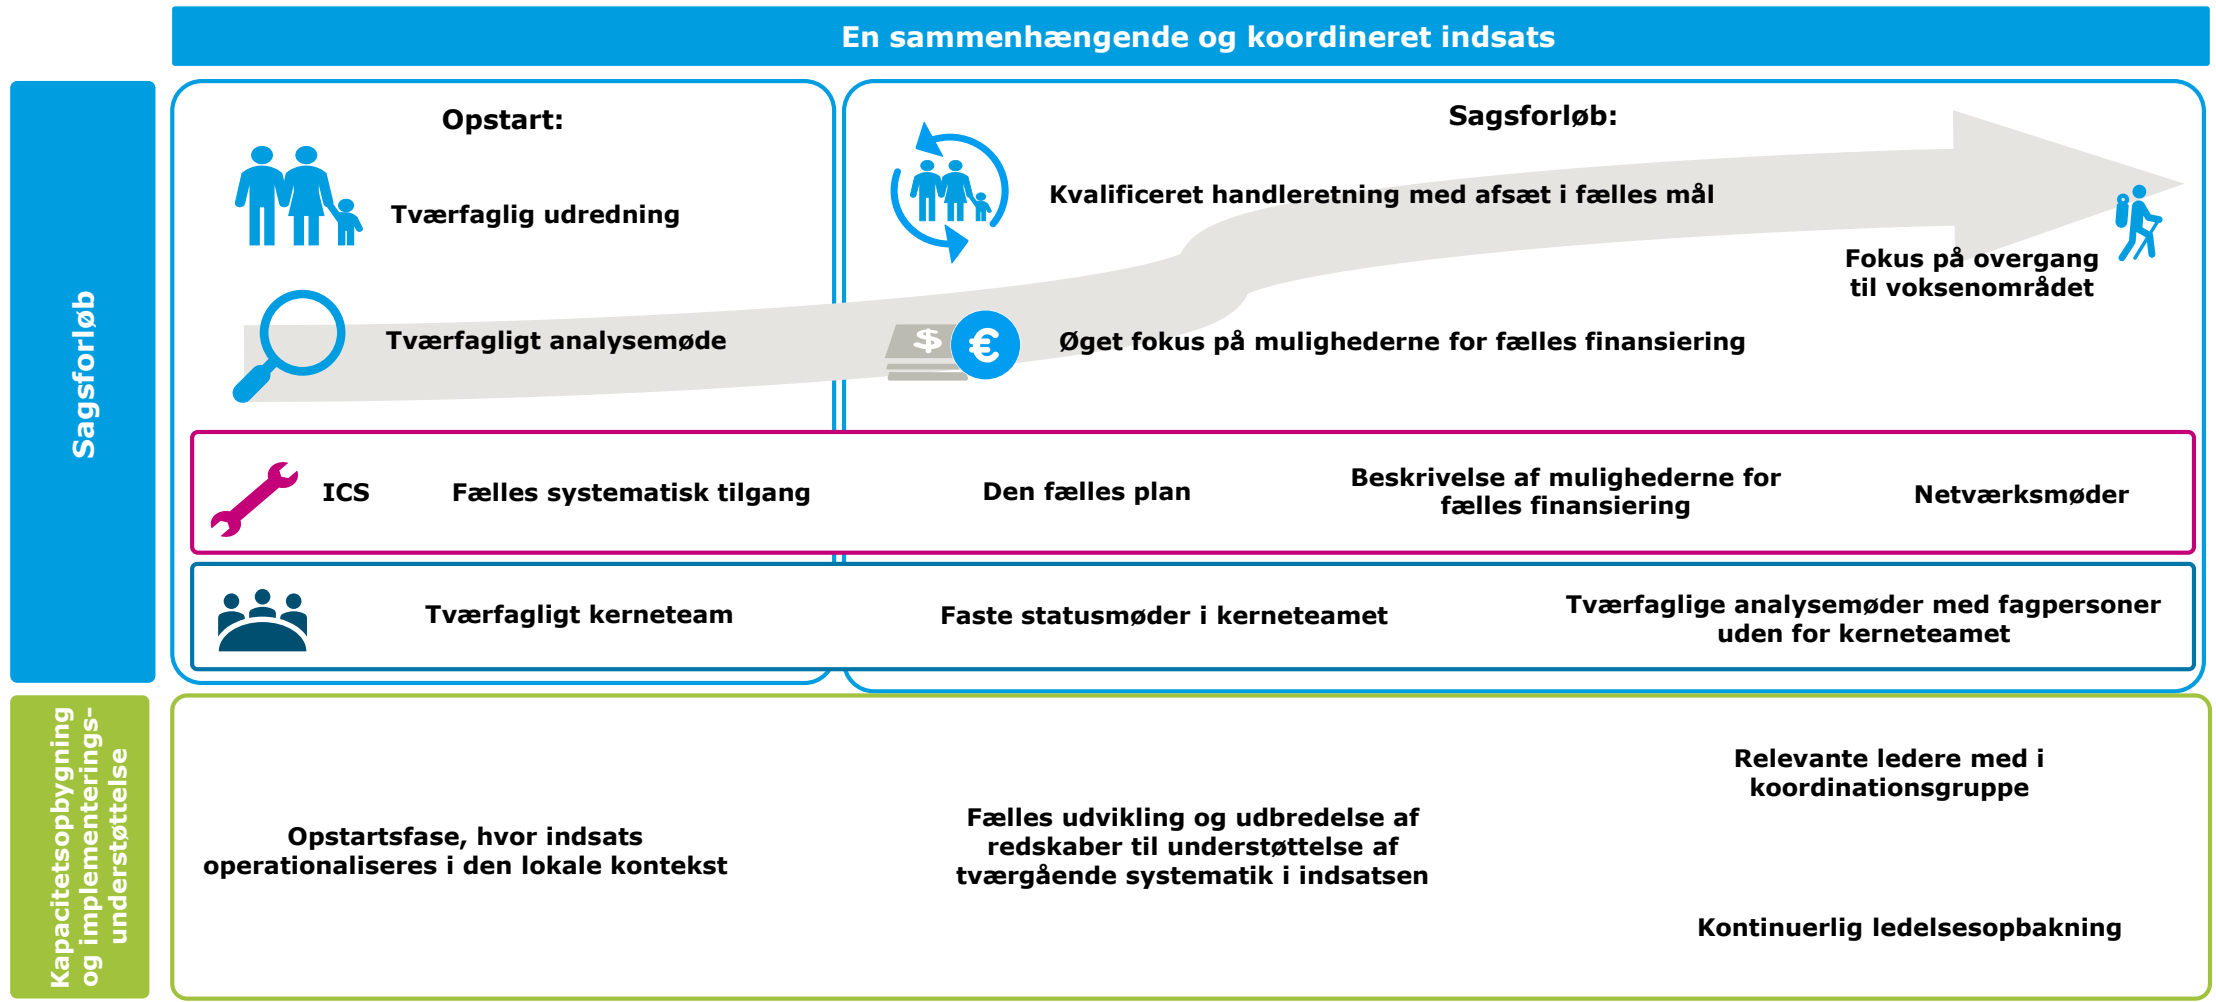 En sammenhængende og koordineret indsats
Sagsforløb
Opstart:
Tværfaglig udredning
Tværfagligt analysemøde
Sagsforløb:
Kvalificeret handleretning med afsæt i fælles mål
Fokus på overgang
til voksenområdet
$
€
Øget fokus på mulighederne for fælles finansiering
ICS
Fælles systematisk tilgang
Den fælles plan
Beskrivelse af mulighederne for
fælles finansiering
Netværksmøder
Tværfagligt kerneteam
Faste statusmøder i kerneteamet
Tværfaglige analysemøder med fagpersoner
uden for kerneteamet
Kapacitetsopbygning
og implementerings-
understøttelse
Opstartsfase, hvor indsats
operationaliseres i den lokale kontekst
Fælles udvikling og udbredelse af
redskaber til understøttelse af
tværgående systematik i indsatsen
Relevante ledere med i
koordinationsgruppe
Kontinuerlig ledelsesopbakning